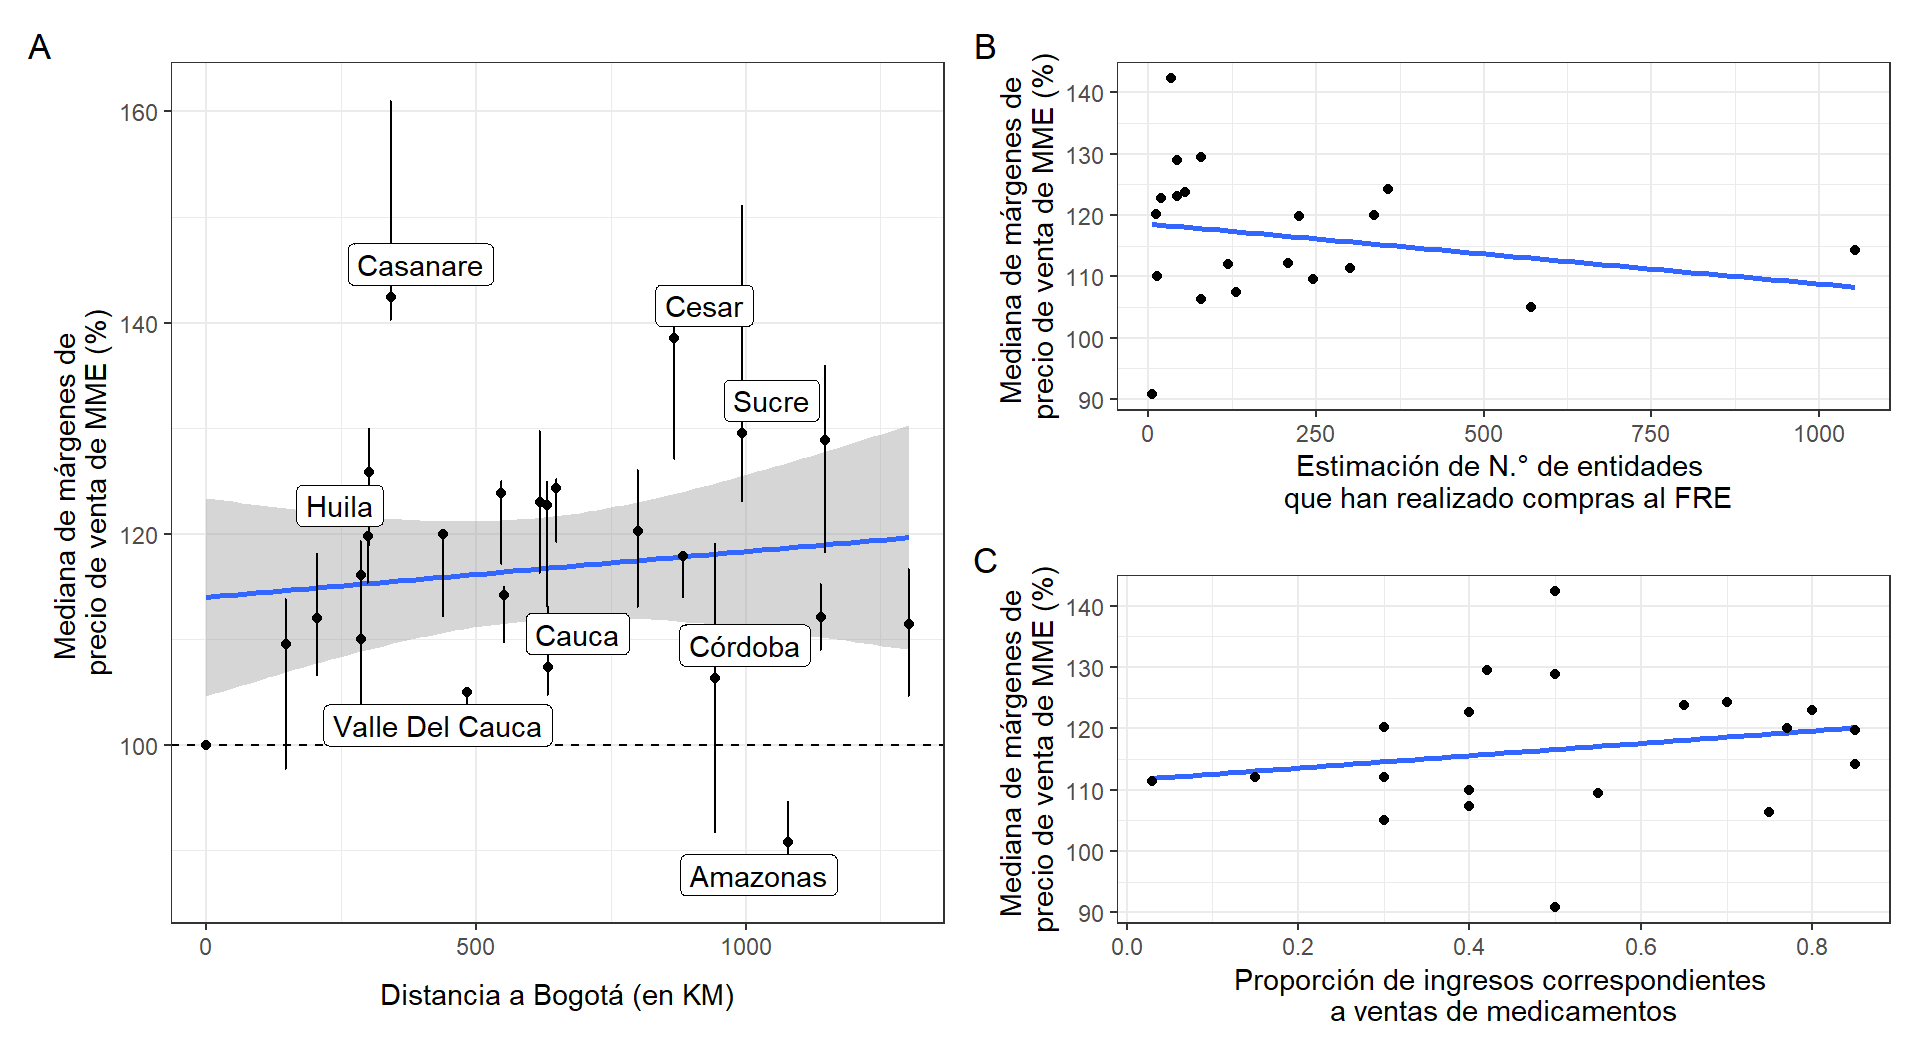 A
Mediana de márgenes de
precio de venta de MME (%)
160
140
120
100
Casanare
Cesar
Sucre
Huila
Cauca
Córdoba
Valle Del Cauca
Amazonas
0
500
1000
Distancia a Bogotá (en KM)
B
Mediana de márgenes de
precio de venta de MME (%)
140
130
120
110
100
90
0
250
500
750
1000
Estimación de N.° de entidades
que han realizado compras al FRE
C
Mediana de márgenes de
precio de venta de MME (%)
140
130
120
110
100
90
0.0
0.2
0.4
0.6
0.8
Proporción de ingresos correspondientes
a ventas de medicamentos